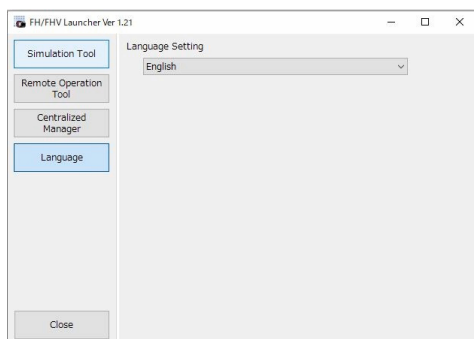 FH/FHV Launcher Ver 1.21
Simulation Tool
Remote Operation
Tool
Centralized
Manager
Language
Close
Language Setting
English